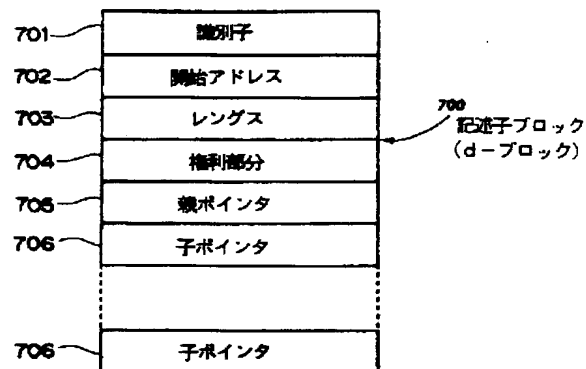 701 識別子
702 開始アドレス
703 レングス
700
記述子ブロック
(d-ブロック)
704 権利部分
705 親ポインタ
706 子ポインタ
706 子ポインタ